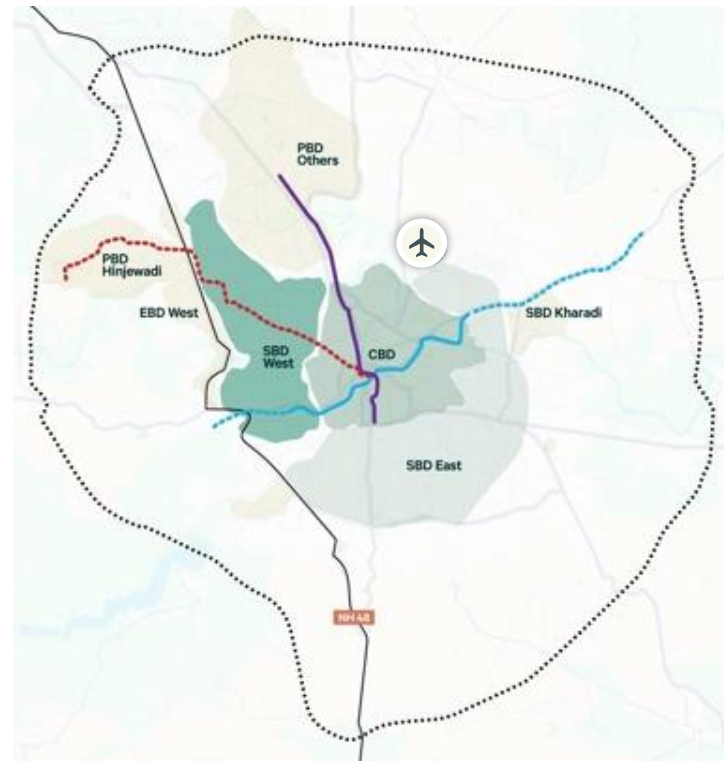 PBD
Others
PBD
Hinjewadi
EBD West
SBD Kharadi
SBD
West
CBD
SBD East
NH 48